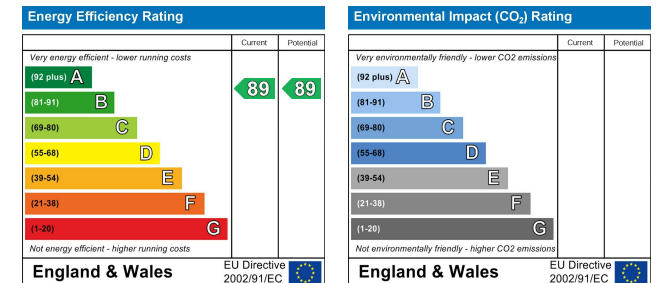 Energy Efficiency Rating
Current Potential
Very energy efficient - lower running costs
(92 plus) A
(81-91) B
89 89
(69-80) C
(55-68) D
(39-54) E
(21-38) F
(1-20) G
Not energy efficient - higher running costs
England & Wales
EU Directive
2002/91/EC
Environmental Impact (CO₂) Rating
Current Potential
Very environmentally friendly - lower CO2 emissions
(92 plus) A
(81-91) B
(69-80) C
(55-68) D
(39-54) E
(21-38) F
(1-20) G
Not environmentally friendly - higher CO2 emissions
England & Wales
EU Directive
2002/91/EC